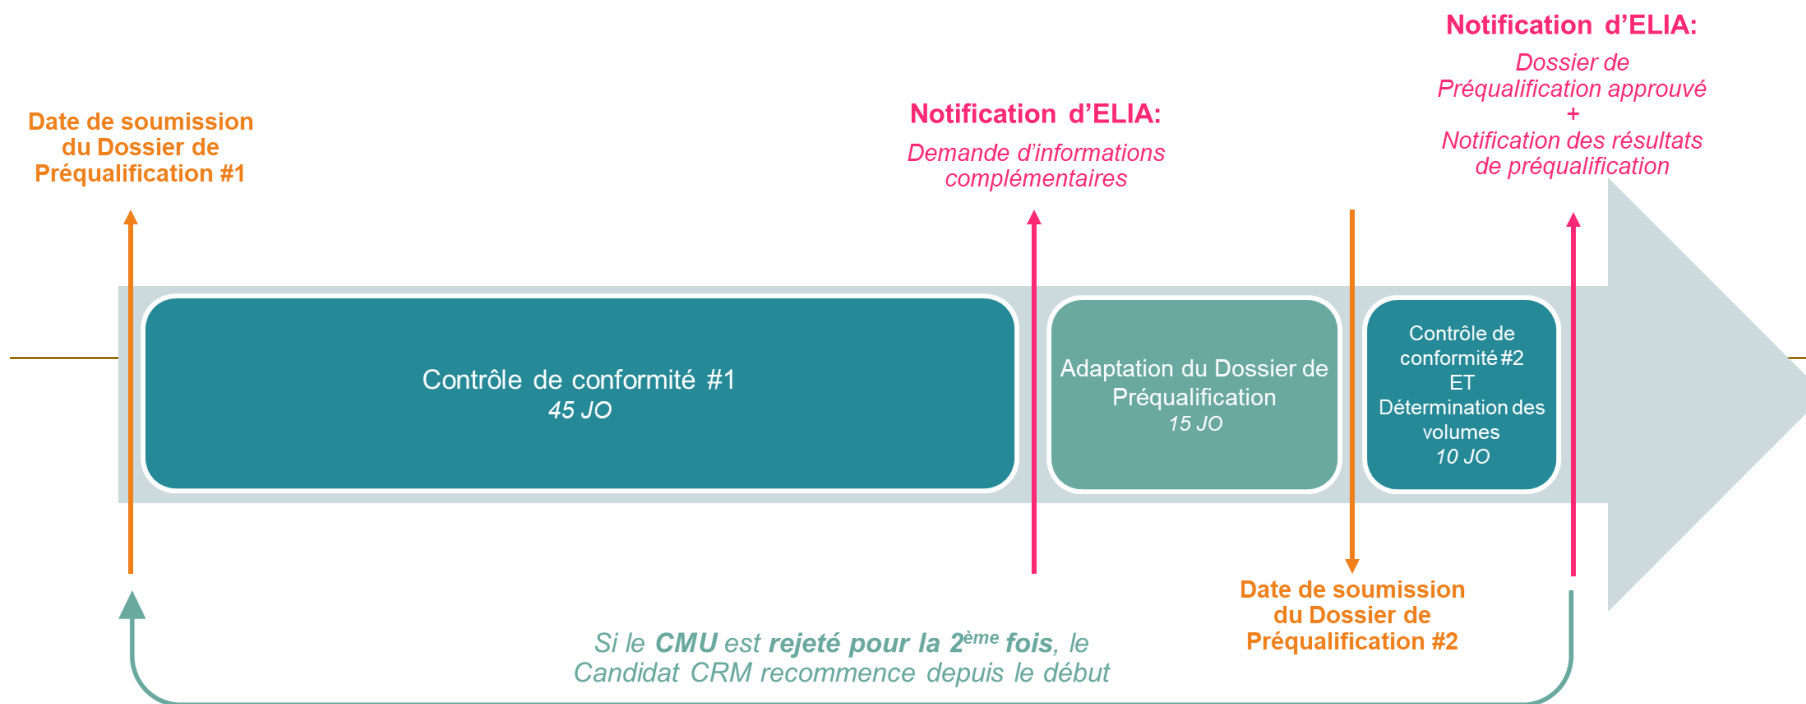 Date de soumission
du Dossier de
Préqualification #1
Notification d’ELIA:
Demande d’informations
complémentaires
Notification d’ELIA:
Dossier de
Préqualification approuvé
+
Notification des résultats
de préqualification
Contrôle de conformité #1
45 JO
Adaptation du Dossier de
Préqualification
15 JO
Contrôle de
conformité #2
ET
Détermination des
volumes
10 JO
Date de soumission
du Dossier de
Préqualification #2
Si le CMU est rejeté pour la 2ème fois, le
Candidat CRM recommence depuis le début